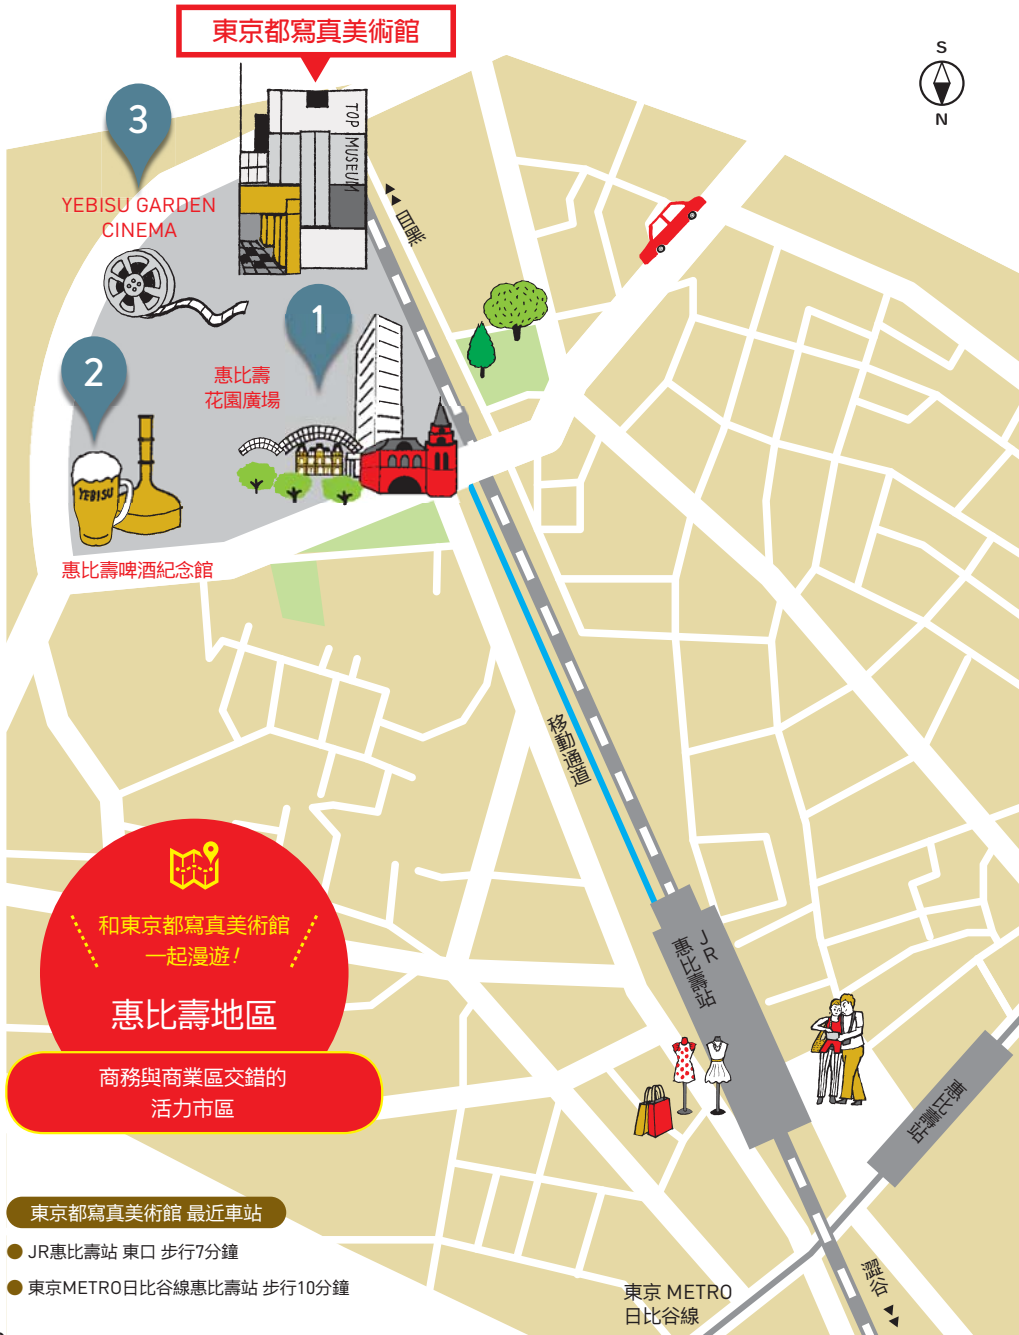 東京都寫真美術館
S
N
3
TOP MUSEUM
YEBISU GARDEN
CINEMA
目黑
1
2
惠比壽
花園廣場
YEBISU
惠比壽啤酒紀念館
移動通道
和東京都寫真美術館
一起漫遊!
惠比壽地區
商務與商業區交錯的
活力市區
JR
惠比壽站
惠比壽站
東京都寫真美術館 最近車站
JR惠比壽站 東口 步行7分鐘
東京METRO日比谷線惠比壽站 步行10分鐘
澀谷
東京 METRO
日比谷線